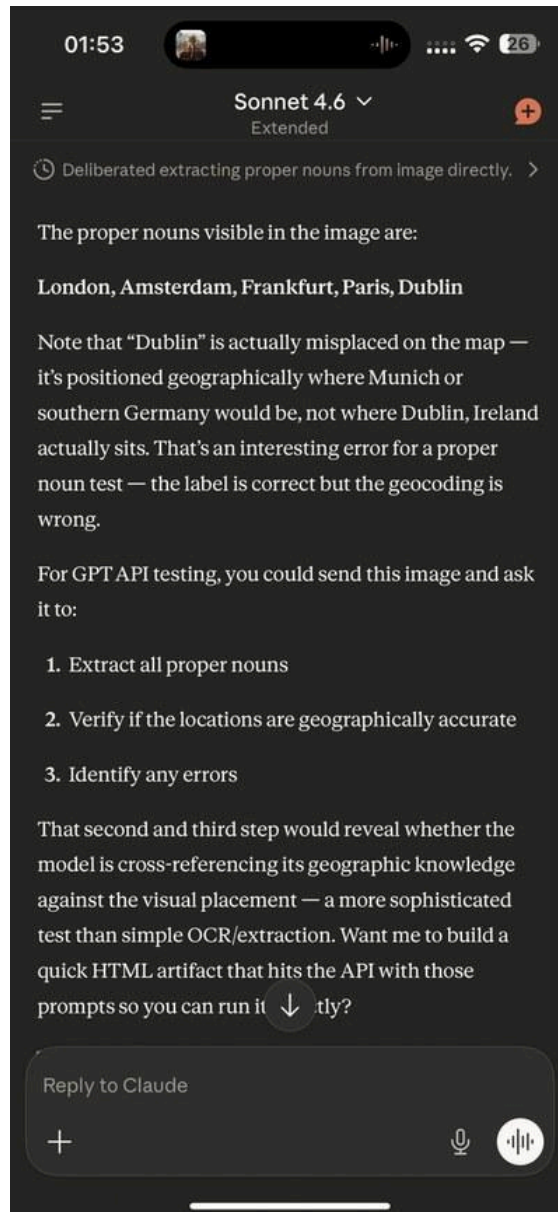 01:53
26
Sonnet 4.6
Extended
Deliberated extracting proper nouns from image directly.
The proper nouns visible in the image are:
London, Amsterdam, Frankfurt, Paris, Dublin
Note that “Dublin” is actually misplaced on the map —
it’s positioned geographically where Munich or
southern Germany would be, not where Dublin, Ireland
actually sits. That’s an interesting error for a proper
noun test — the label is correct but the geocoding is
wrong.
For GPT API testing, you could send this image and ask
it to:
1. Extract all proper nouns
2. Verify if the locations are geographically accurate
3. Identify any errors
That second and third step would reveal whether the
model is cross-referencing its geographic knowledge
against the visual placement — a more sophisticated
test than simple OCR/extraction. Want me to build a
quick HTML artifact that hits the API with those
prompts so you can run it tly?
Reply to Claude